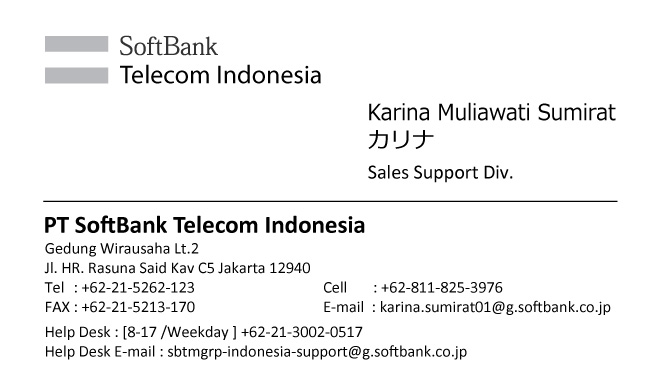 SoftBank
Telecom Indonesia
Karina Muliawati Sumirat
カリナ
Sales Support Div.
PT SoftBank Telecom Indonesia
Gedung Wirausaha Lt.2
Jl. HR. Rasuna Said Kav C5 Jakarta 12940
Tel : +62-21-5262-123 Cell : +62-811-825-3976
FAX : +62-21-5213-170 E-mail : karina.sumirat01@g.softbank.co.jp
Help Desk : [8-17 /Weekday ] +62-21-3002-0517
Help Desk E-mail : sbtmgrp-indonesia-support@g.softbank.co.jp